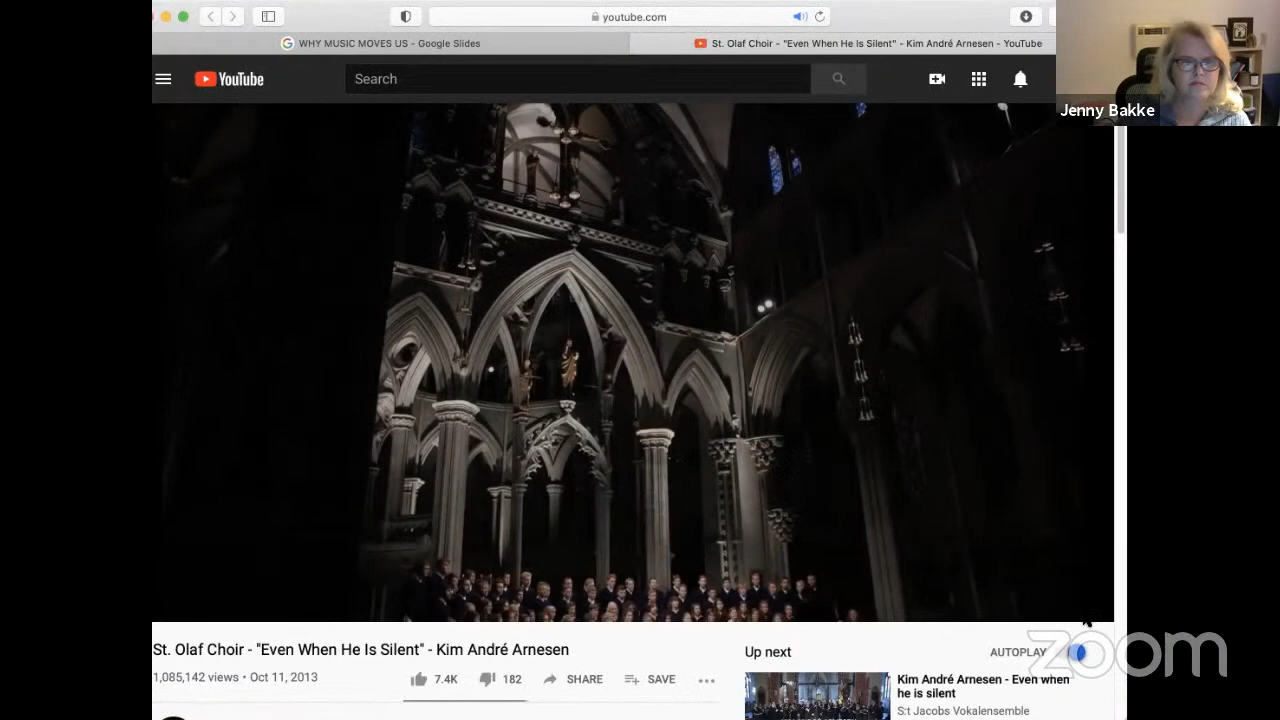 youtube.com
WHY MUSIC MOVES US - Google Slides
St. Olaf Choir - "Even When He Is Silent" - Kim André Arnesen - YouTube
YouTube
Search
Jenny Bakke
St. Olaf Choir - "Even When He Is Silent" - Kim André Arnesen
1,085,142 views • Oct 11, 2013
7.4K
182
SHARE
SAVE
Up next
AUTOPLAY
Kim André Arnesen - Even when
he is silent
S:t Jacobs Vokalensemble
zoom